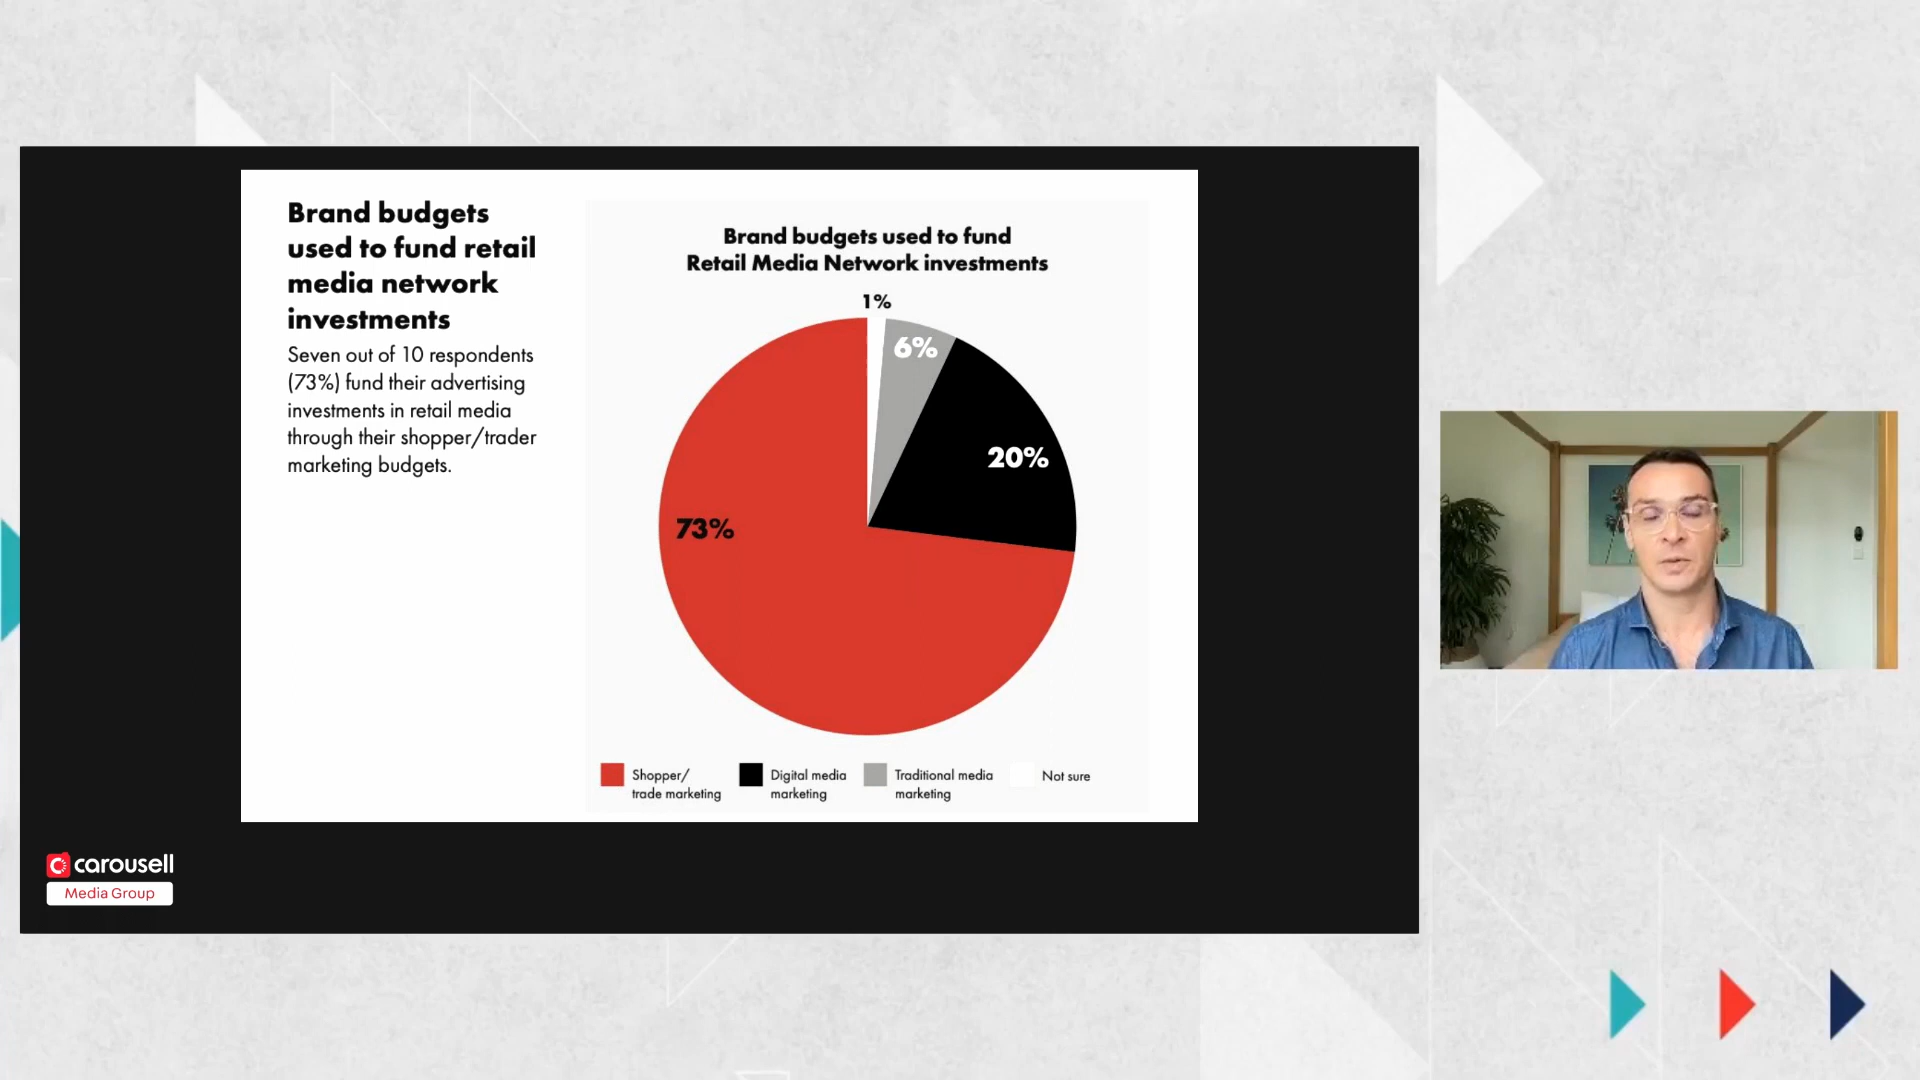 Brand budgets
used to fund retail
media network
investments
Seven out of 10 respondents
(73%) fund their advertising
investments in retail media
through their shopper/trader
marketing budgets.
Brand budgets used to fund
Retail Media Network investments
1%
6%
20%
73%
Shopper/
trade marketing
Digital media
marketing
Traditional media
marketing
Not sure
carousell
Media Group